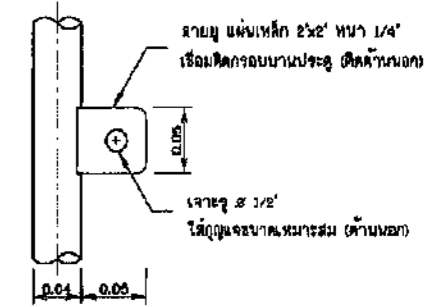 สายยู แผ่นเหล็ก 2"x2" หนา 1/4"
เชื่อมติดกรอบบานประตู (ติดด้านนอก)
0.05
เจาะรู Ø 1/2"
ใส่กุญแจขนาดเหมาะสม (ด้านนอก)
0.04 0.05